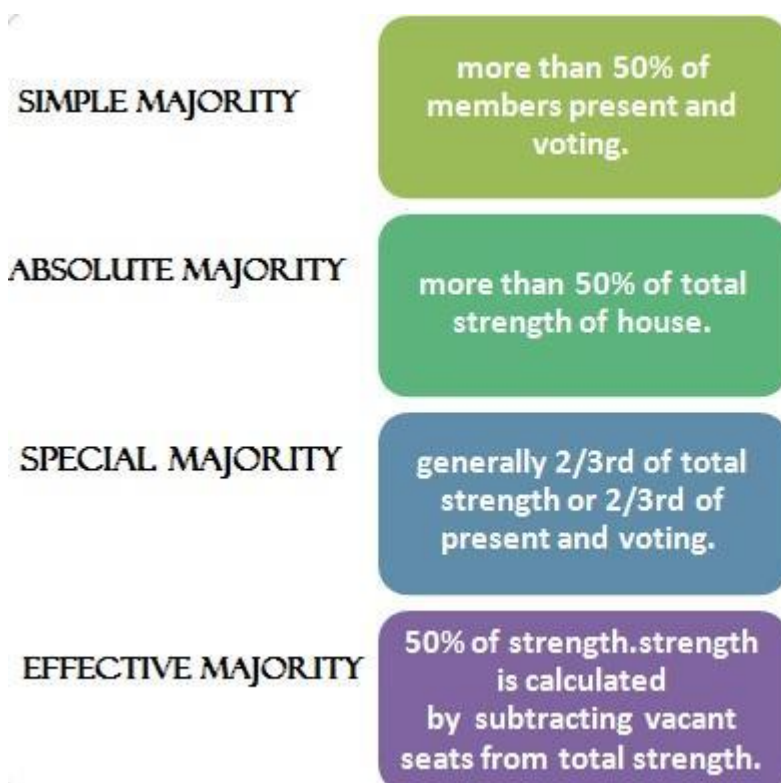 SIMPLE MAJORITY
more than 50% of
members present and
voting.
ABSOLUTE MAJORITY
more than 50% of total
strength of house.
SPECIAL MAJORITY
generally 2/3rd of total
strength or 2/3rd of
present and voting.
EFFECTIVE MAJORITY
50% of strength.strength
is calculated
by subtracting vacant
seats from total strength.